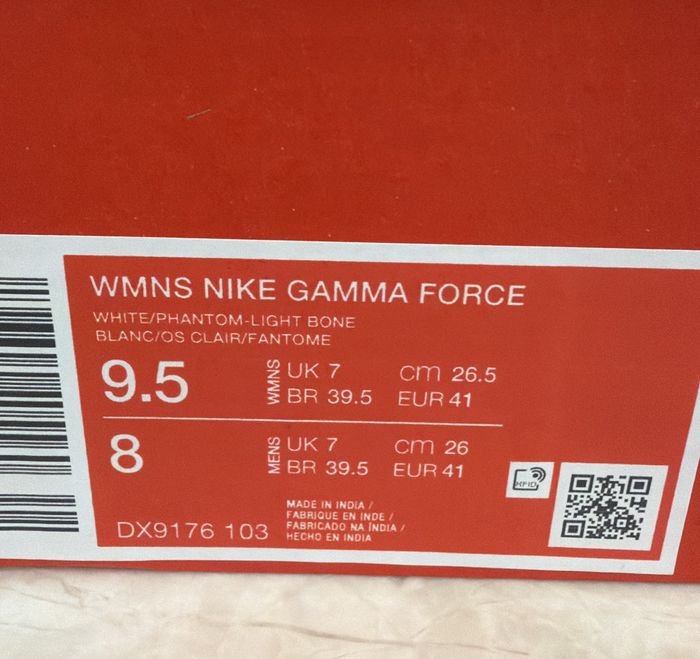 WMNS NIKE GAMMA FORCE
WHITE/PHANTOM-LIGHT BONE
BLANC/OS CLAIR/FANTOME
9.5 WMNS UK 7 cm 26.5
BR 39.5 EUR 41
8 MENS UK 7 cm 26
BR 39.5 EUR 41
RFID
DX9176 103
MADE IN INDIA /
FABRIQUE EN INDE /
FABRICADO NA ÍNDIA /
HECHO EN INDIA